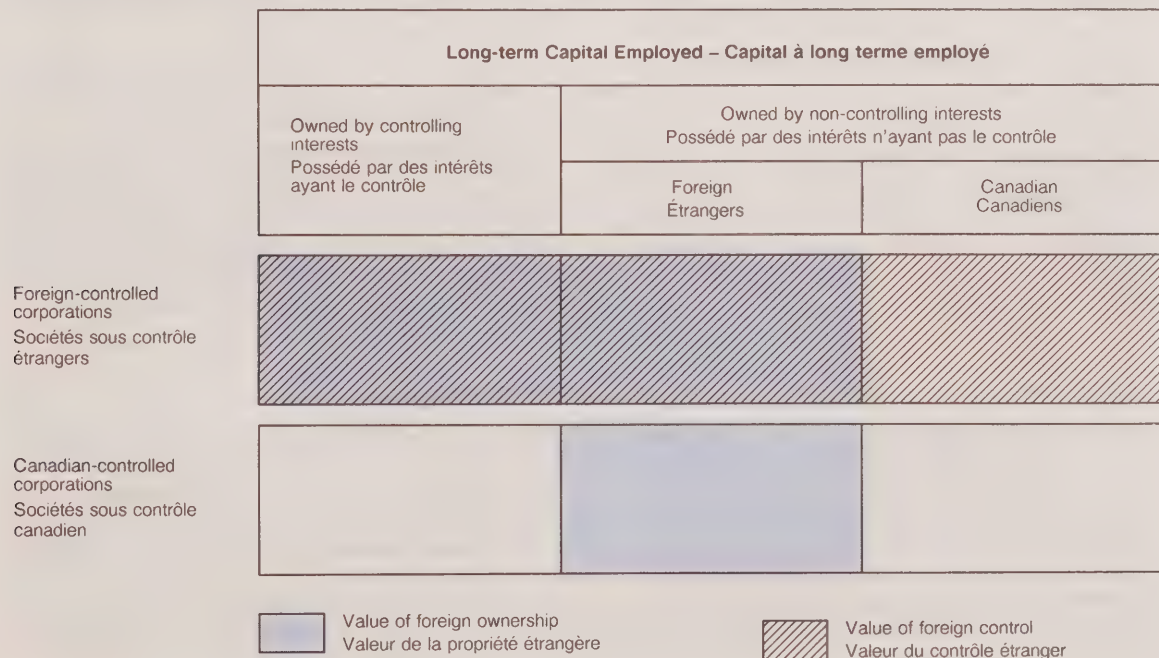 Long-term Capital Employed – Capital à long terme employé
Owned by controlling
interests
Possédé par des intérêts
ayant le contrôle
Owned by non-controlling interests
Possédé par des intérêts n'ayant pas le contrôle
Foreign
Étrangers
Canadian
Canadiens
Foreign-controlled
corporations
Sociétés sous contrôle
étrangers
Canadian-controlled
corporations
Sociétés sous contrôle
canadien
Value of foreign ownership
Valeur de la propriété étrangère
Value of foreign control
Valeur du contrôle étranger